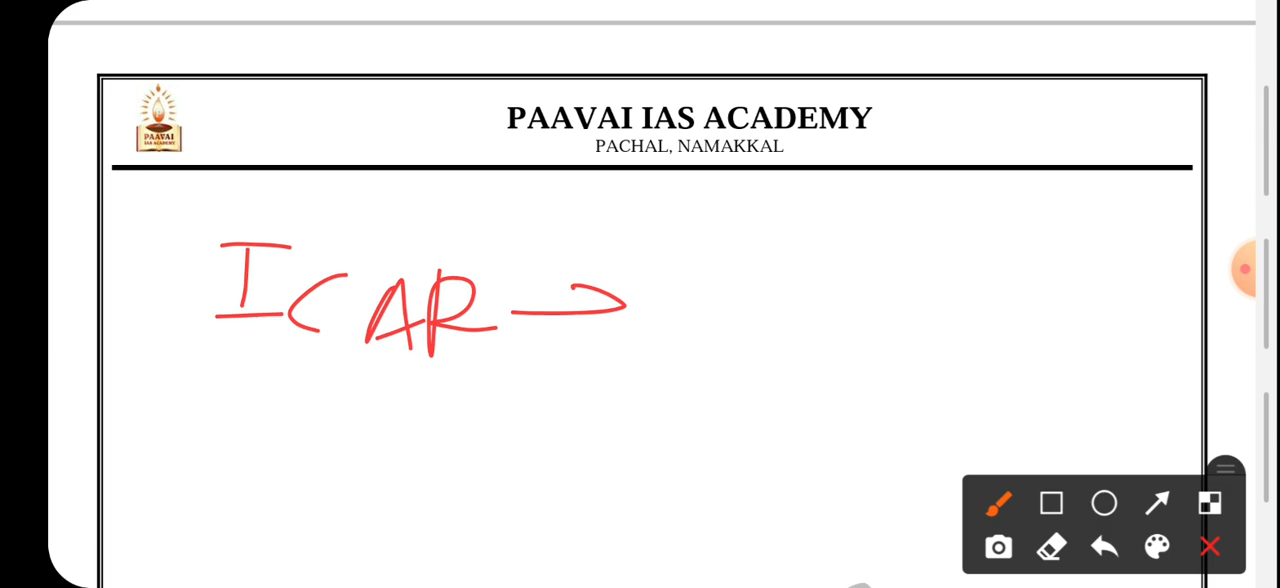 PAAVAI IAS ACADEMY
PACHAL, NAMAKKAL
PAAVAI
IAS ACADEMY
ICAR →